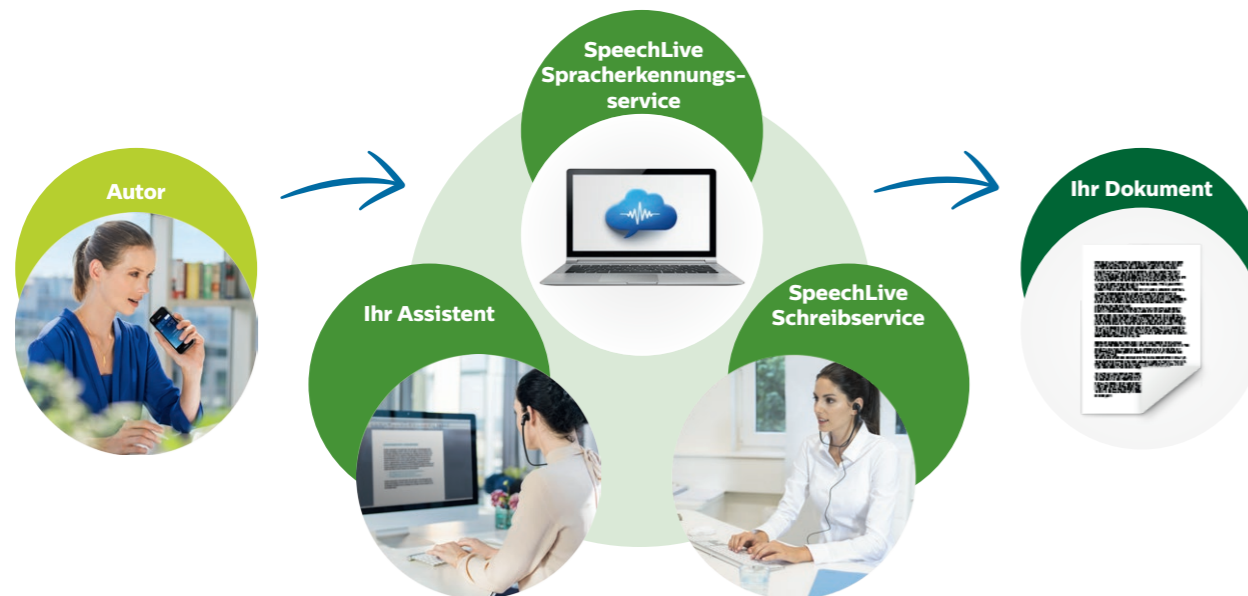 Autor
SpeechLive
Spracherkennungs-
service
Ihr Assistent
SpeechLive
Schreibservice
Ihr Dokument